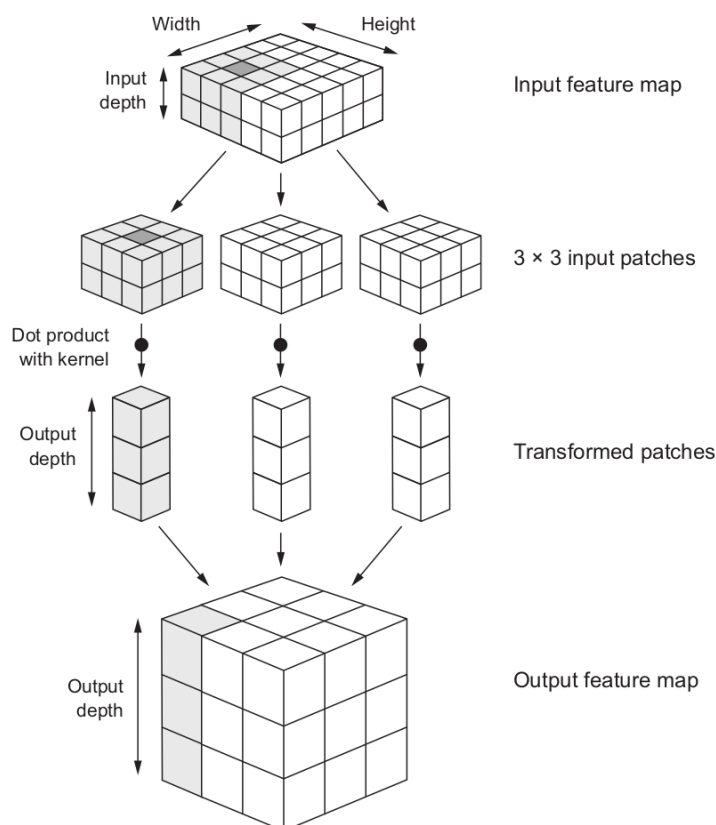 Width
Height
Input
depth
Input feature map
3 × 3 input patches
Dot product
with kernel
Output
depth
Transformed patches
Output
depth
Output feature map